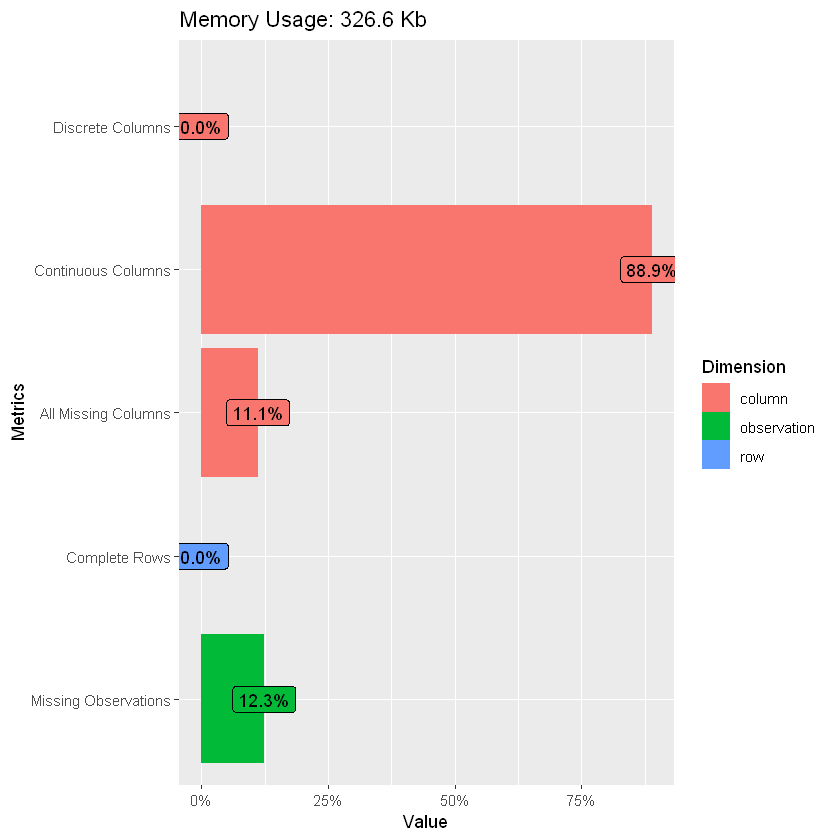 Memory Usage: 326.6 Kb
Discrete Columns
0.0%
Continuous Columns
88.9%
All Missing Columns
11.1%
Complete Rows
0.0%
Missing Observations
12.3%
Metrics
0%
25%
50%
75%
Value
Dimension
column
observation
row